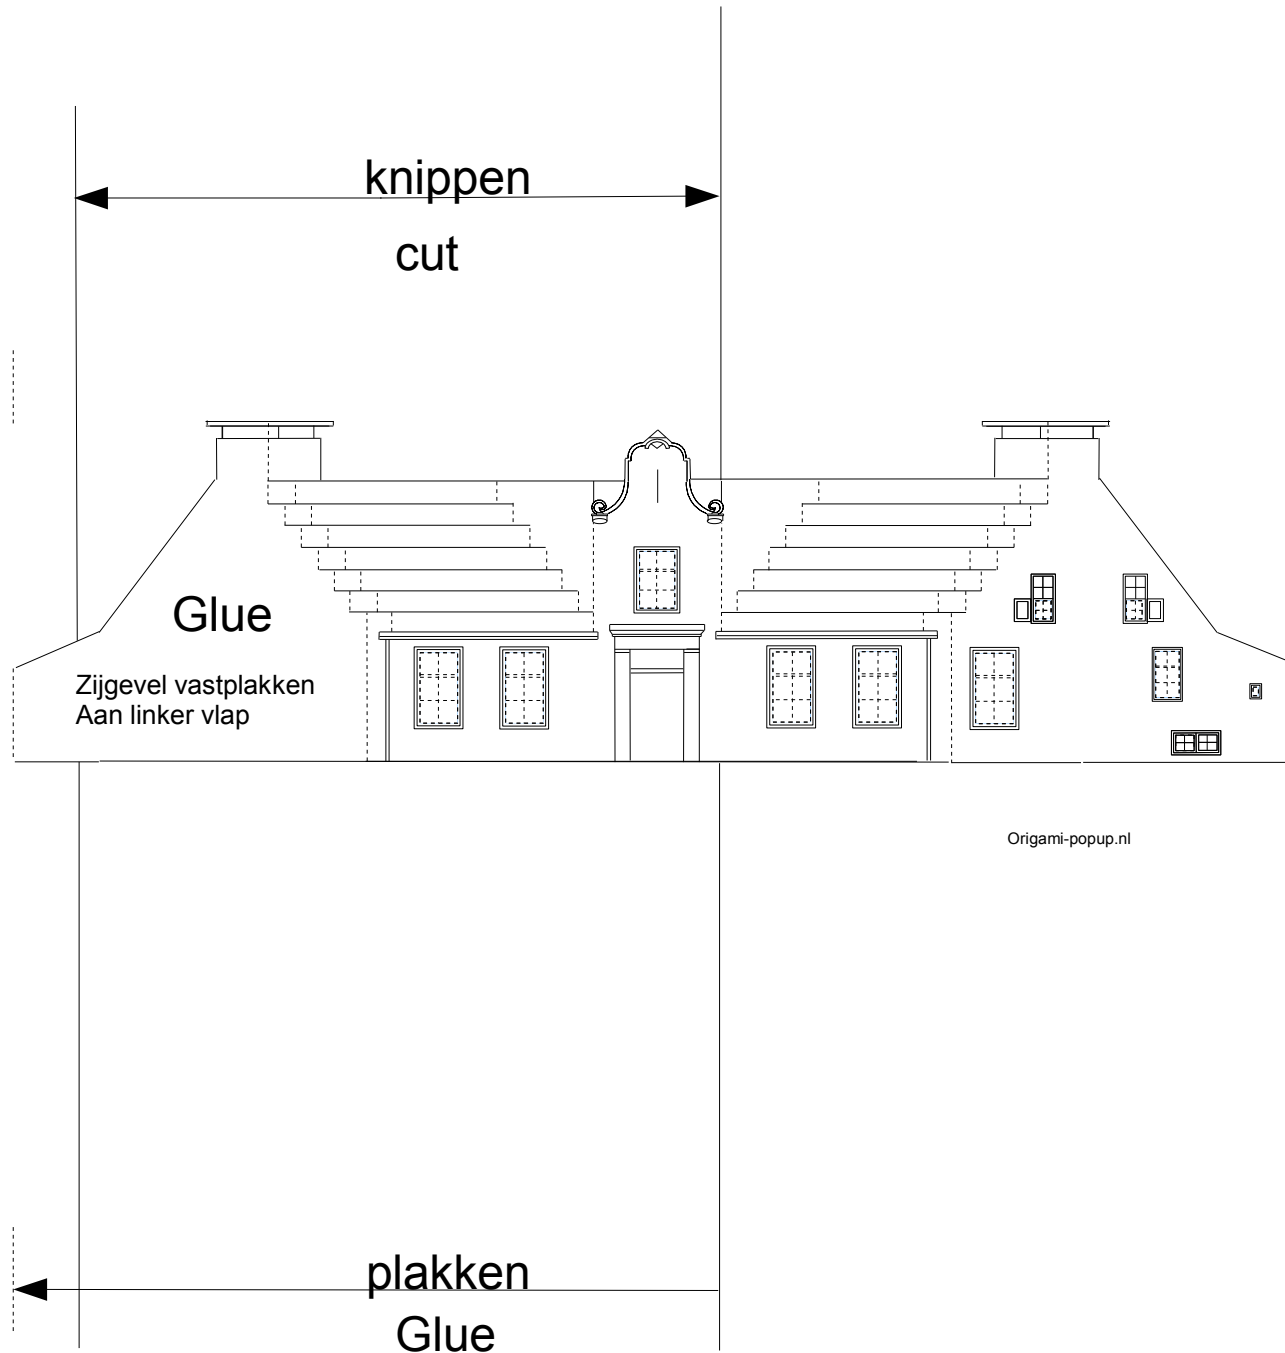 knippen
cut
Glue
Zijgevel vastplakken
Aan linker vlap
Origami-popup.nl
plakken
Glue